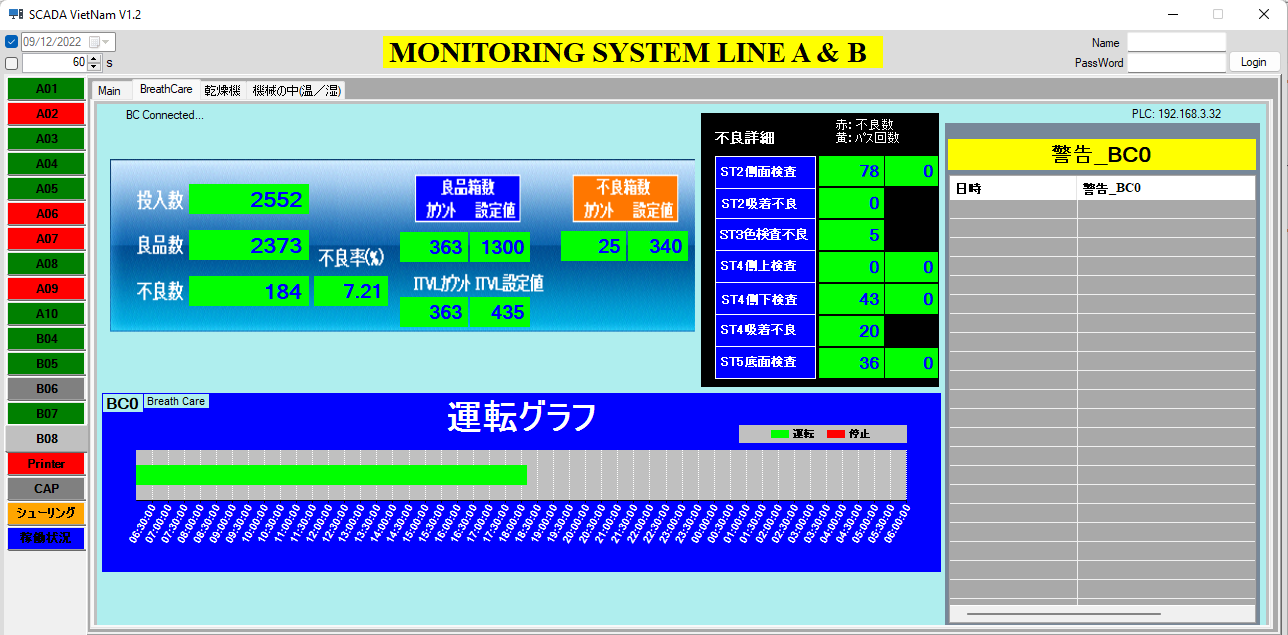 SCADA VietNam V1.2
09/12/2022
60 s
MONITORING SYSTEM LINE A & B
Name
PassWord
Login
A01
A02
A03
A04
A05
A06
A07
A08
A09
A10
B04
B05
B06
B07
B08
Printer
CAP
シューリング
稼働状況
Main BreathCare 乾燥機 機械の中(温／湿)
BC Connected...
PLC: 192.168.3.32
投入数 2552
良品数 2373
不良率(%)
不良数 184 7.21
良品箱数
カウント 設定値
363 1300
ITVLカウント ITVL設定値
363 435
不良箱数
カウント 設定値
25 340
不良詳細
赤: 不良数
黄: パス回数
ST2側面検査 78 0
ST2吸着不良 0
ST3色検査不良 5
ST4側上検査 0 0
ST4側下検査 43 0
ST4吸着不良 20
ST5底面検査 36 0
警告_BC0
日時 警告_BC0
BC0 Breath Care
運転グラフ
運転 停止
06:30:00 07:00:00 07:30:00 08:00:00 08:30:00 09:00:00 09:30:00 10:00:00 10:30:00 11:00:00 11:30:00 12:00:00 12:30:00 13:00:00 13:30:00 14:00:00 14:30:00 15:00:00 15:30:00 16:00:00 16:30:00 17:00:00 17:30:00 18:00:00 18:30:00 19:00:00 19:30:00 20:00:00 20:30:00 21:00:00 21:30:00 22:00:00 22:30:00 23:00:00 23:30:00 00:00:00 00:30:00 01:00:00 01:30:00 02:00:00 02:30:00 03:00:00 03:30:00 04:00:00 04:30:00 05:00:00 05:30:00 06:00:00